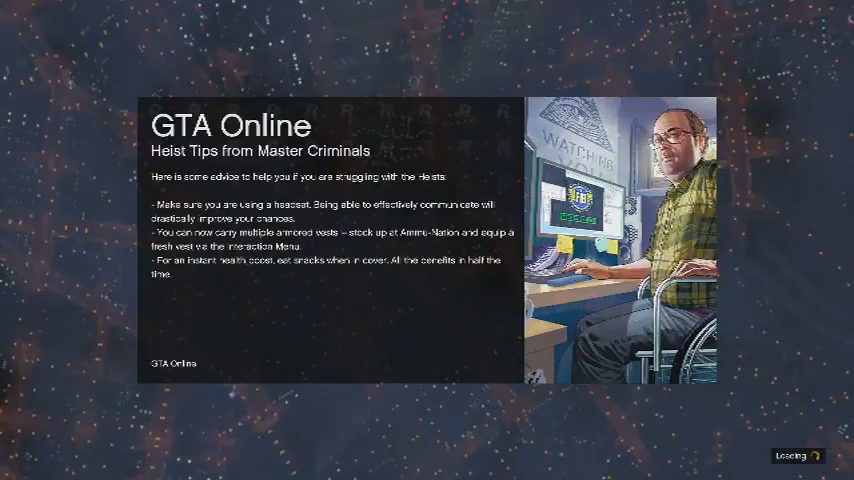 GTA Online
Heist Tips from Master Criminals
Here is some advice to help you if you are struggling with the Heists:
- Make sure you are using a headset. Being able to effectively communicate will
drastically improve your chances.
- You can now carry multiple armored vests – stock up at Ammu-Nation and equip a
fresh vest via the Interaction Menu.
- For an instant health boost, eat snacks when in cover. All the benefits in half the
time.
GTA Online
WATCHING
YOU
FIB
Loading